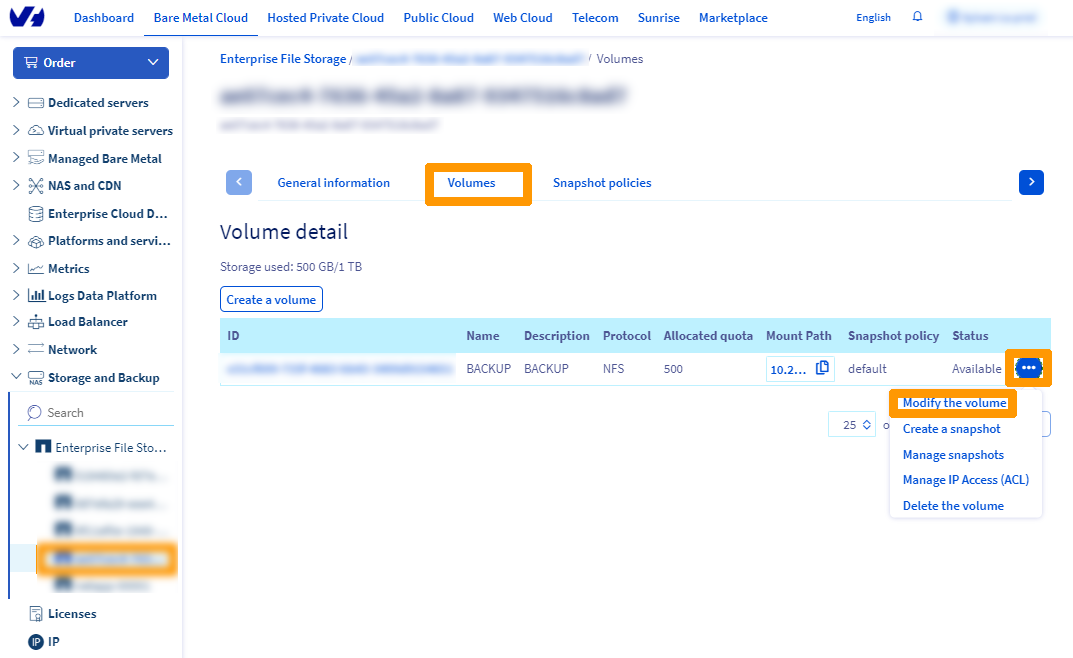 Dashboard Bare Metal Cloud Hosted Private Cloud Public Cloud Web Cloud Telecom Sunrise Marketplace English
Order
Dedicated servers
Virtual private servers
Managed Bare Metal
NAS and CDN
Enterprise Cloud D...
Platforms and servi...
Metrics
Logs Data Platform
Load Balancer
Network
NAS Storage and Backup
Search
Enterprise File Sto...
Licenses
IP IP
Enterprise File Storage / / Volumes
General information Volumes Snapshot policies
Volume detail
Storage used: 500 GB/1 TB
Create a volume
ID Name Description Protocol Allocated quota Mount Path Snapshot policy Status
BACKUP BACKUP NFS 500 10.2... default Available
25 o
Modify the volume
Create a snapshot
Manage snapshots
Manage IP Access (ACL)
Delete the volume